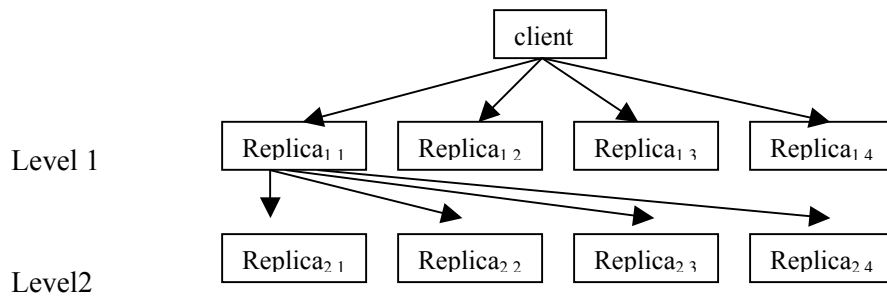 client
Level 1
Replica1 1 Replica1 2 Replica1 3 Replica1 4
Level2
Replica2 1 Replica2 2 Replica2 3 Replica2 4